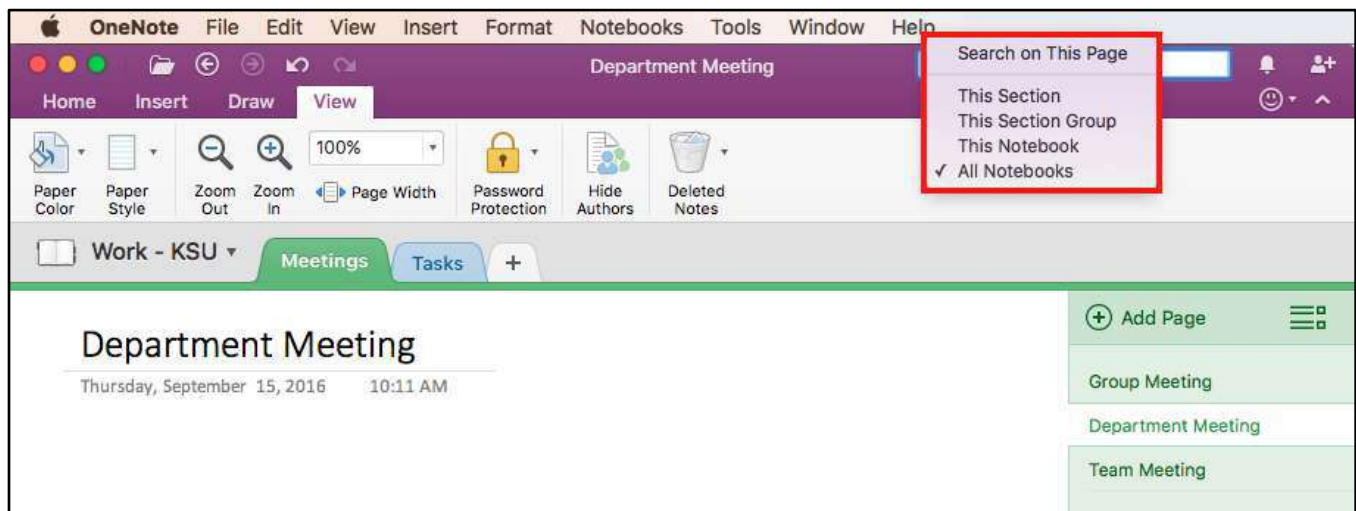 OneNote File Edit View Insert Format Notebooks Tools Window Help
Department Meeting
Search on This Page
This Section
This Section Group
This Notebook
✓ All Notebooks
Home Insert Draw View
100%
Page Width
Paper Color
Paper Style
Zoom Out
Zoom In
Password Protection
Hide Authors
Deleted Notes
Work - KSU
Meetings Tasks +
Department Meeting
Thursday, September 15, 2016 10:11 AM
Add Page
Group Meeting
Department Meeting
Team Meeting